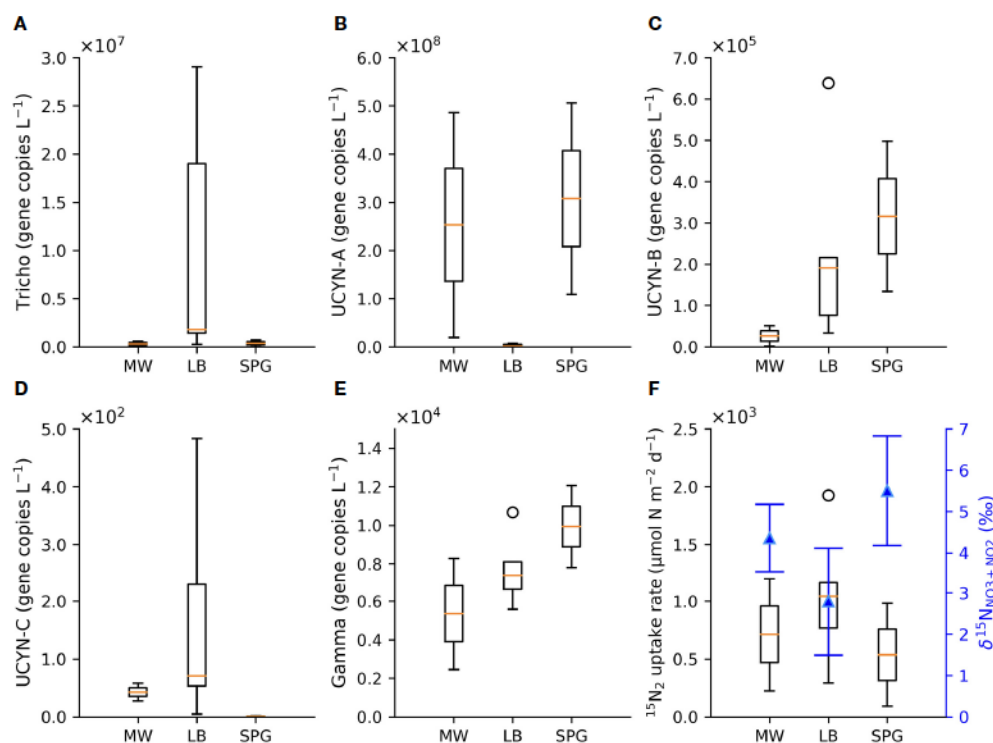 A
×10⁷
Tricho (gene copies L⁻¹)
3.0
2.5
2.0
1.5
1.0
0.5
0.0
MW LB SPG
B
×10⁸
UCYN-A (gene copies L⁻¹)
6.0
5.0
4.0
3.0
2.0
1.0
0.0
MW LB SPG
C
×10⁵
UCYN-B (gene copies L⁻¹)
7.0
6.0
5.0
4.0
3.0
2.0
1.0
0.0
MW LB SPG
D
×10²
UCYN-C (gene copies L⁻¹)
5.0
4.0
3.0
2.0
1.0
0.0
MW LB SPG
E
×10⁴
Gamma (gene copies L⁻¹)
1.4
1.2
1.0
0.8
0.6
0.4
0.2
0.0
MW LB SPG
F
×10³
¹⁵N₂ uptake rate (μmol N m⁻² d⁻¹)
2.5
2.0
1.5
1.0
0.5
0.0
MW LB SPG
7
6
5
4
3
2
1
0
δ¹⁵N_NO3+NO2 (‰)